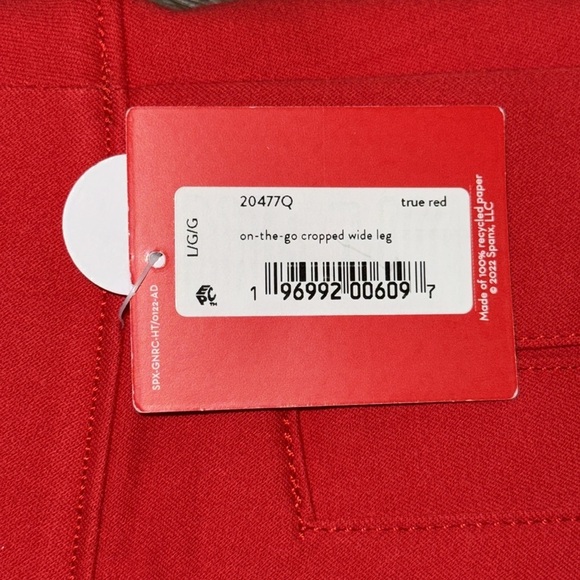 20477Q true red
L/G/G
on-the-go cropped wide leg
1 96992 00609 7
Made of 100% recycled paper
© 2022 Spanx, LLC
SPX-GNRC-HT/0122-AD